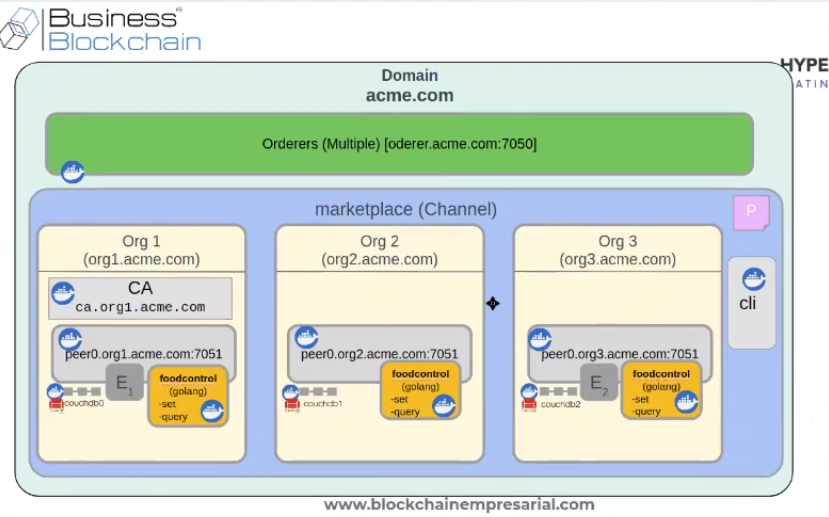 Business®
Blockchain
HYPE
LATIN
Domain
acme.com
Orderers (Multiple) [oderer.acme.com:7050]
marketplace (Channel)
P
Org 1
(org1.acme.com)
CA
ca.org1.acme.com
peer0.org1.acme.com:7051
E1
foodcontrol
(golang)
-set
-query
couchdb0
Org 2
(org2.acme.com)
peer0.org2.acme.com:7051
foodcontrol
(golang)
-set
-query
couchdb1
Org 3
(org3.acme.com)
peer0.org3.acme.com:7051
E2
foodcontrol
(golang)
-set
-query
couchdb2
cli
www.blockchainempresarial.com